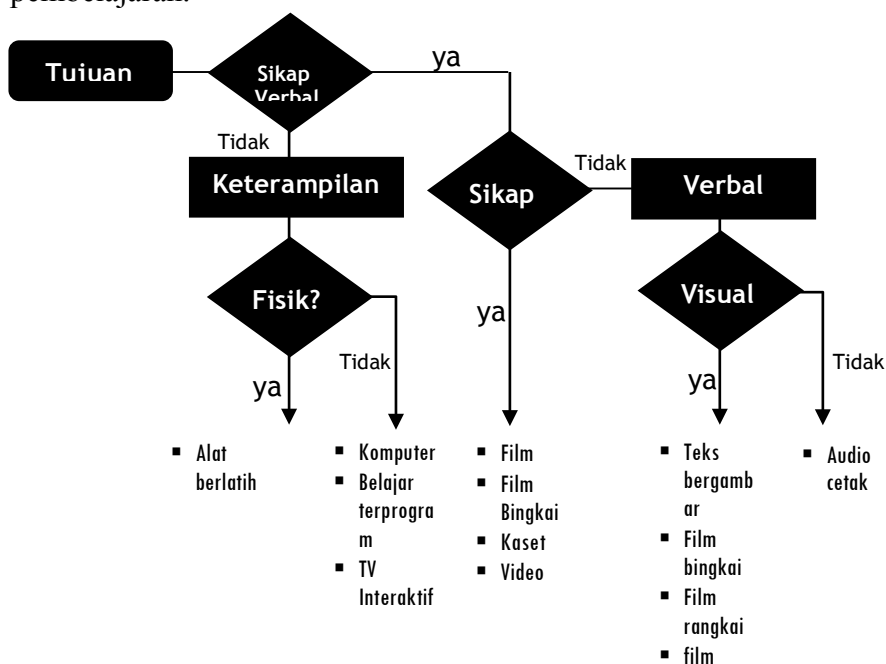 pembelajaran.
Tujuan
Sikap
Verbal
ya
Tidak
Keterampilan
Sikap
Tidak
Verbal
Fisik?
Visual
ya
Tidak
ya
Tidak
ya
▪ Alat
berlatih
▪ Komputer
▪ Belajar
terprogra
m
▪ TV
Interaktif
▪ Film
▪ Film
Bingkai
▪ Kaset
▪ Video
▪ Teks
bergamb
ar
▪ Film
bingkai
▪ Film
rangkai
▪ film
▪ Audio
cetak